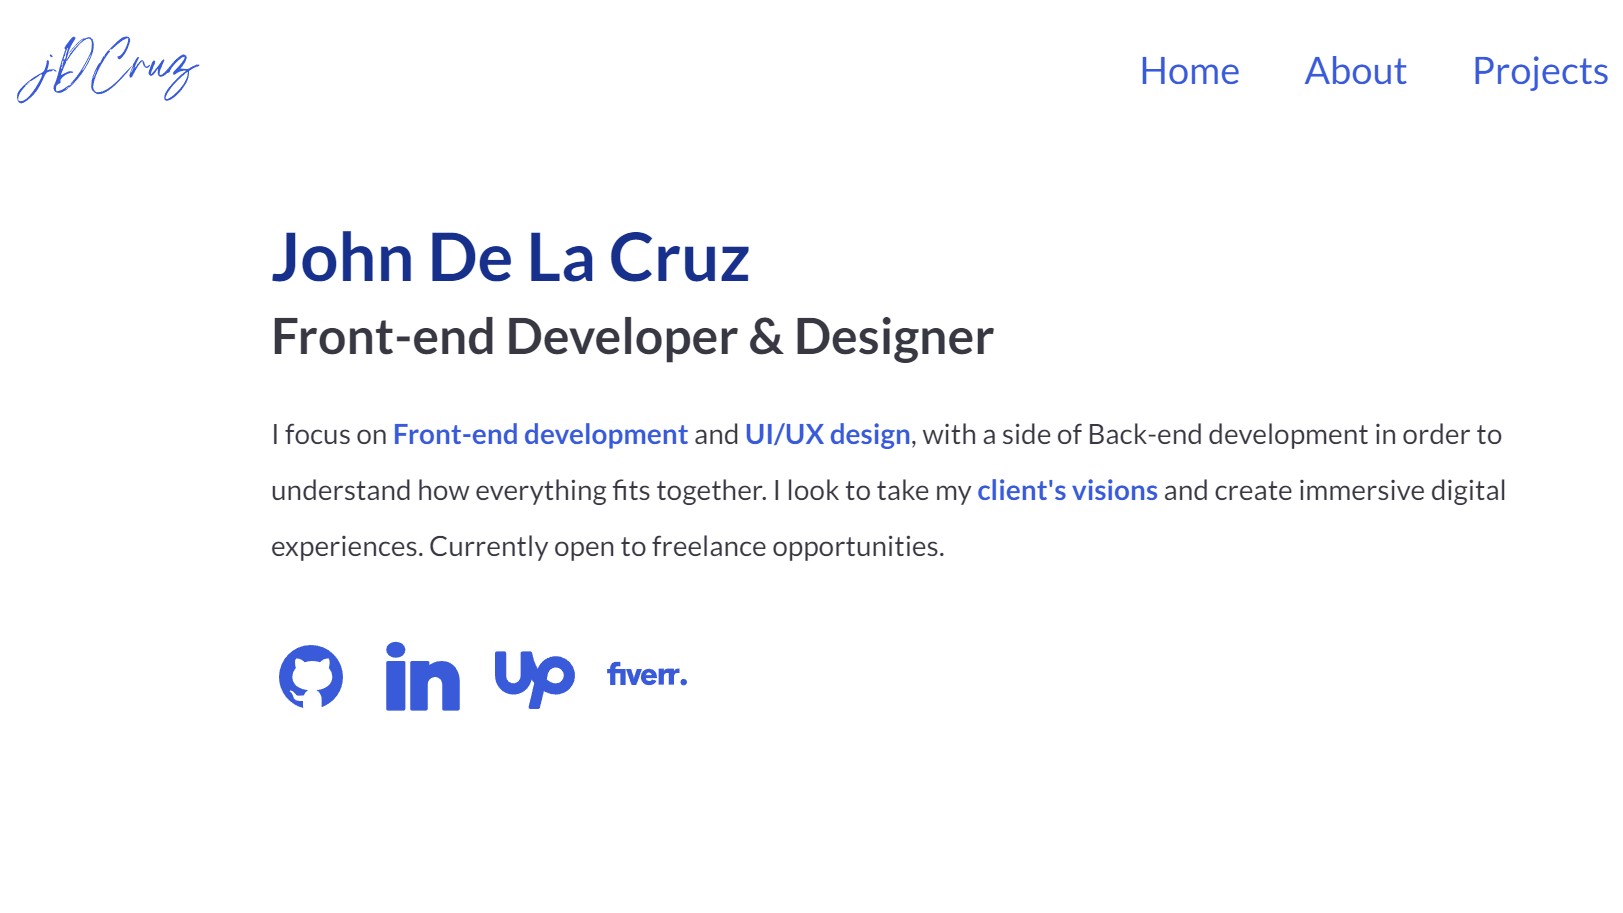 jDCruz
Home About Projects
John De La Cruz
Front-end Developer & Designer
I focus on Front-end development and UI/UX design, with a side of Back-end development in order to
understand how everything fits together. I look to take my client's visions and create immersive digital
experiences. Currently open to freelance opportunities.
in up fiverr.